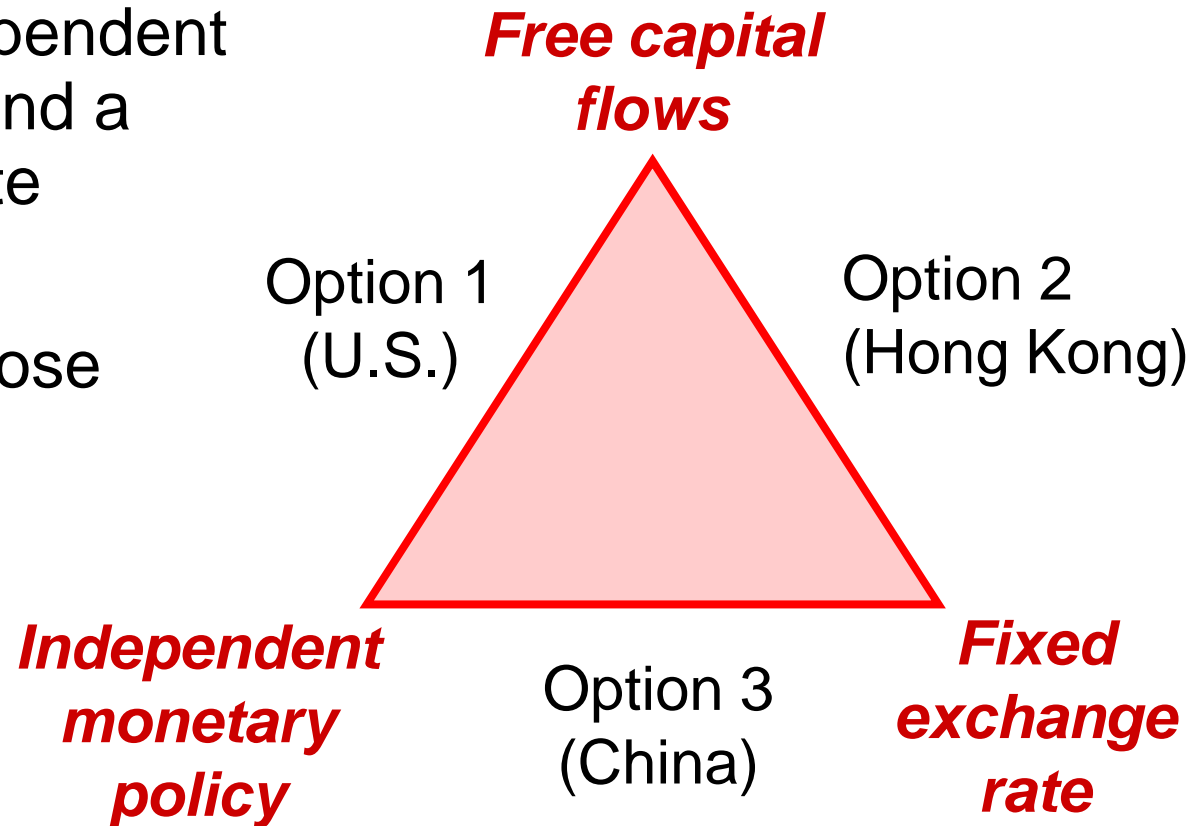 pendent
nd a
te
ose
Free capital
flows
Option 1
(U.S.)
Option 2
(Hong Kong)
Independent
monetary
policy
Option 3
(China)
Fixed
exchange
rate